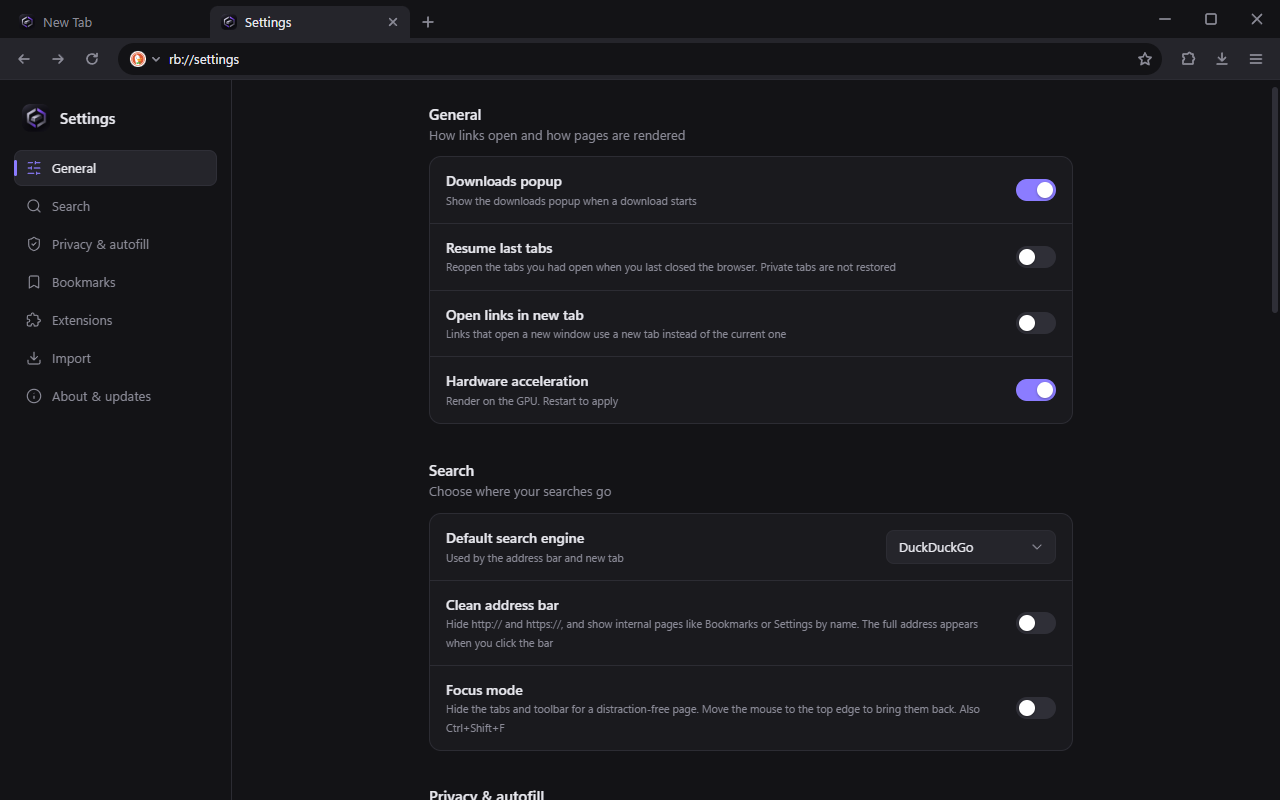 New Tab
Settings
rb://settings
Settings
General
Search
Privacy & autofill
Bookmarks
Extensions
Import
About & updates
General
How links open and how pages are rendered
Downloads popup
Show the downloads popup when a download starts
Resume last tabs
Reopen the tabs you had open when you last closed the browser. Private tabs are not restored
Open links in new tab
Links that open a new window use a new tab instead of the current one
Hardware acceleration
Render on the GPU. Restart to apply
Search
Choose where your searches go
Default search engine
Used by the address bar and new tab
DuckDuckGo
Clean address bar
Hide http:// and https://, and show internal pages like Bookmarks or Settings by name. The full address appears
when you click the bar
Focus mode
Hide the tabs and toolbar for a distraction-free page. Move the mouse to the top edge to bring them back. Also
Ctrl+Shift+F
Privacy & autofill